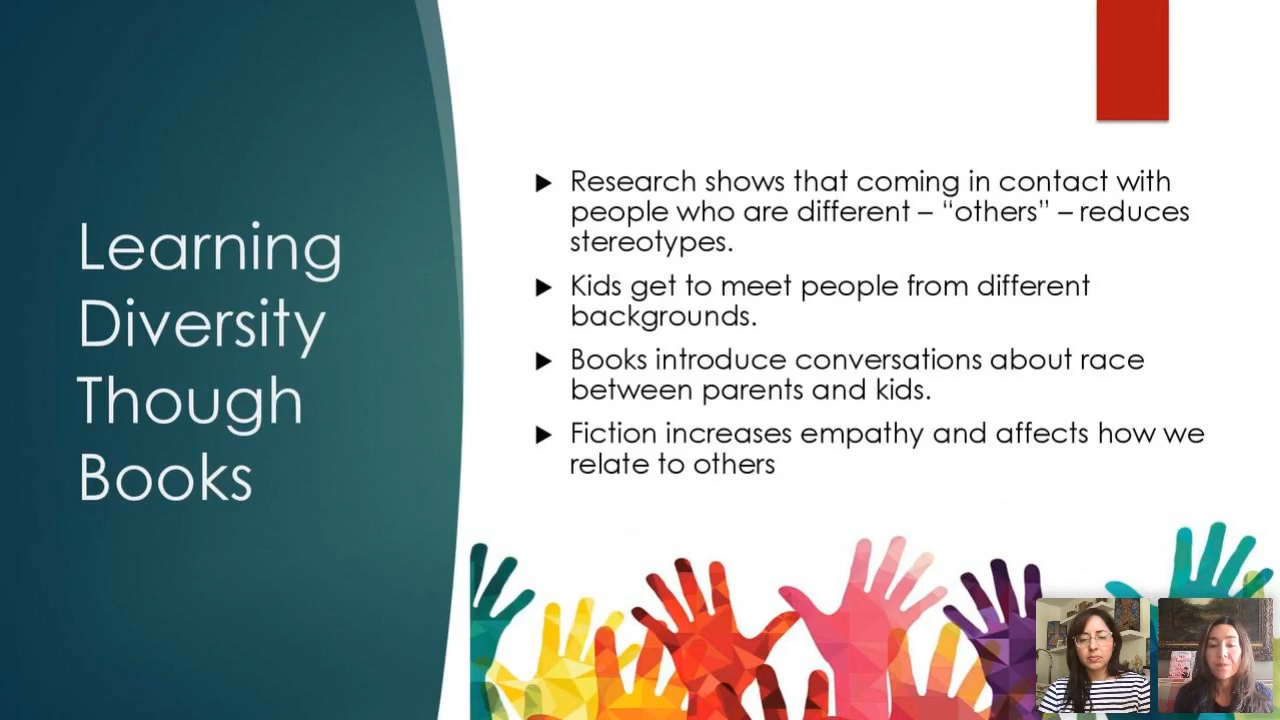 Learning
Diversity
Though
Books
Research shows that coming in contact with
people who are different – “others” – reduces
stereotypes.
Kids get to meet people from different
backgrounds.
Books introduce conversations about race
between parents and kids.
Fiction increases empathy and affects how we
relate to others